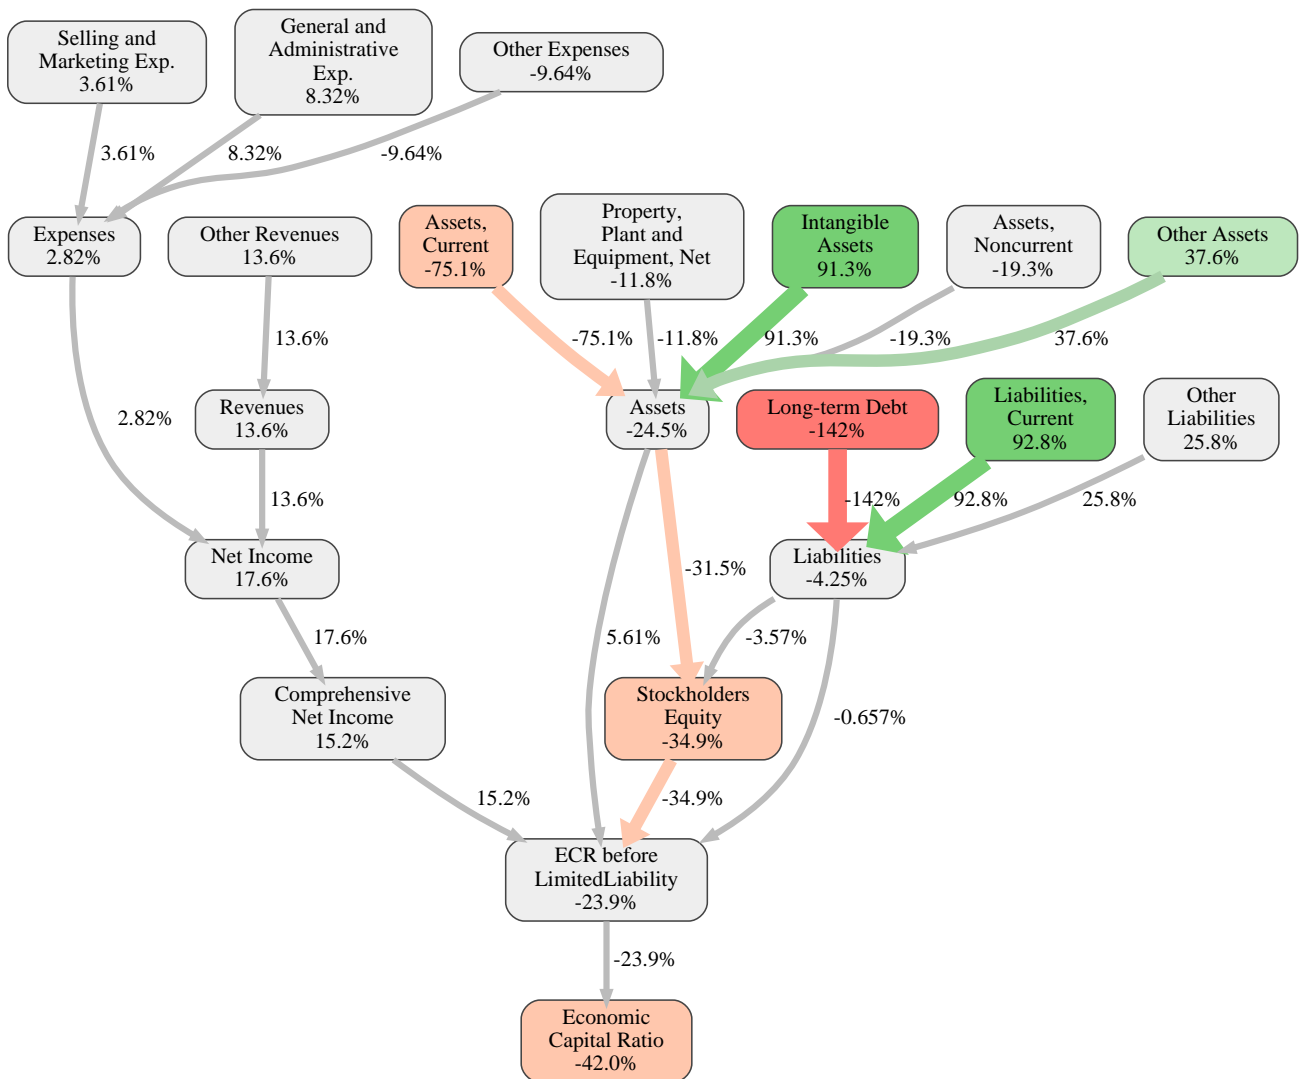 Selling and
Marketing Exp.
3.61%
General and
Administrative
Exp.
8.32%
Other Expenses
-9.64%
3.61%
8.32%
-9.64%
Expenses
2.82%
Other Revenues
13.6%
Assets,
Current
-75.1%
Property,
Plant and
Equipment, Net
-11.8%
Intangible
Assets
91.3%
Assets,
Noncurrent
-19.3%
Other Assets
37.6%
13.6%
-75.1%
-11.8%
91.3%
-19.3%
37.6%
2.82%
Revenues
13.6%
Assets
-24.5%
Long-term Debt
-142%
Liabilities,
Current
92.8%
Other
Liabilities
25.8%
13.6%
-142%
92.8%
25.8%
Net Income
17.6%
-31.5%
Liabilities
-4.25%
17.6%
5.61%
-3.57%
Comprehensive
Net Income
15.2%
Stockholders
Equity
-34.9%
-0.657%
15.2%
-34.9%
ECR before
LimitedLiability
-23.9%
-23.9%
Economic
Capital Ratio
-42.0%